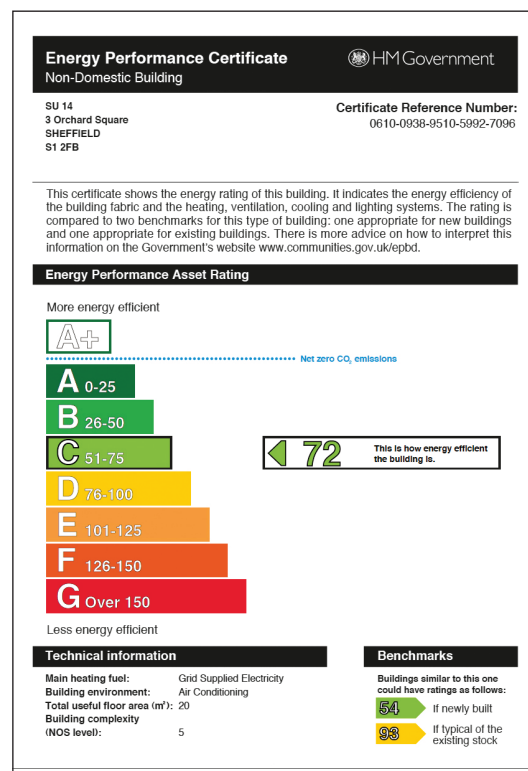 Energy Performance Certificate
Non-Domestic Building
HM Government
SU 14
3 Orchard Square
SHEFFIELD
S1 2FB
Certificate Reference Number:
0610-0938-9510-5992-7096
This certificate shows the energy rating of this building. It indicates the energy efficiency of
the building fabric and the heating, ventilation, cooling and lighting systems. The rating is
compared to two benchmarks for this type of building: one appropriate for new buildings
and one appropriate for existing buildings. There is more advice on how to interpret this
information on the Government's website www.communities.gov.uk/epbd.
Energy Performance Asset Rating
More energy efficient
A+
Net zero CO₂ emissions
A 0-25
B 26-50
C 51-75
72
This is how energy efficient
the building is.
D 76-100
E 101-125
F 126-150
G Over 150
Less energy efficient
Technical information
Main heating fuel: Grid Supplied Electricity
Building environment: Air Conditioning
Total useful floor area (m²): 20
Building complexity
(NOS level): 5
Benchmarks
Buildings similar to this one
could have ratings as follows:
54 If newly built
93 If typical of the
existing stock